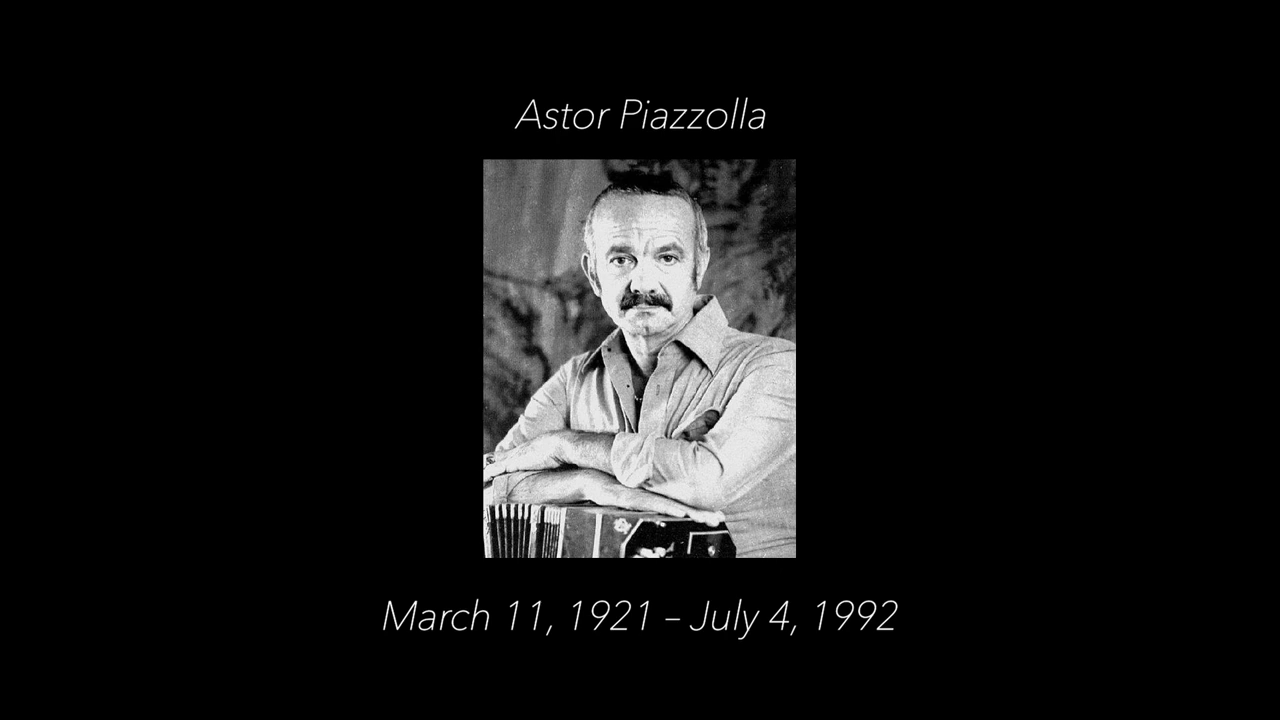 Astor Piazzolla
March 11, 1921 – July 4, 1992